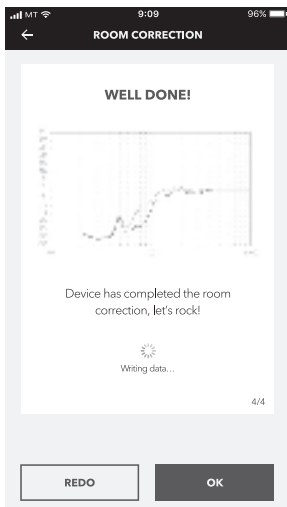 MT 9:09 96%
ROOM CORRECTION
WELL DONE!
Device has completed the room
correction, let's rock!
Writing data...
4/4
REDO OK